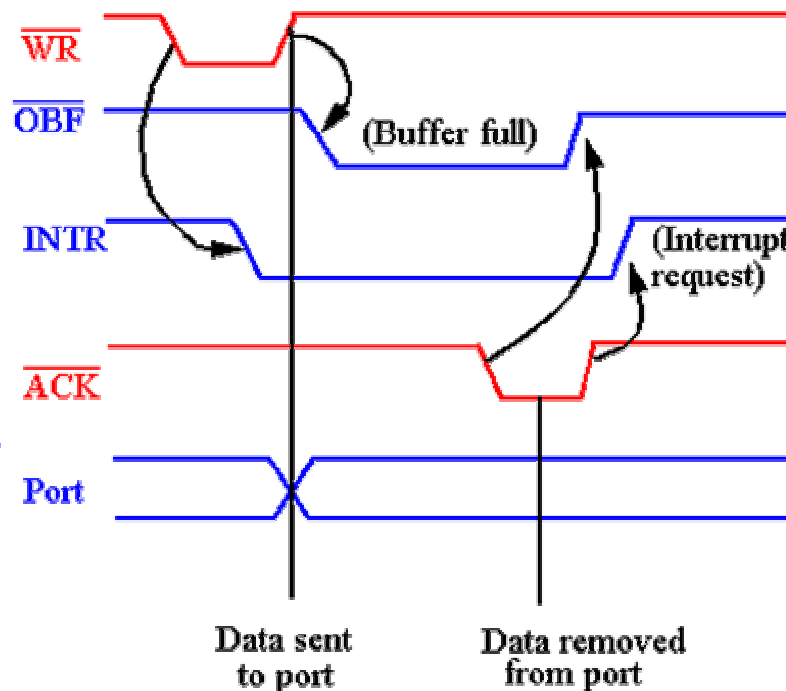 WR
OBF
(Buffer full)
INTR
(Interrupt
request)
ACK
Port
Data sent
to port
Data removed
from port